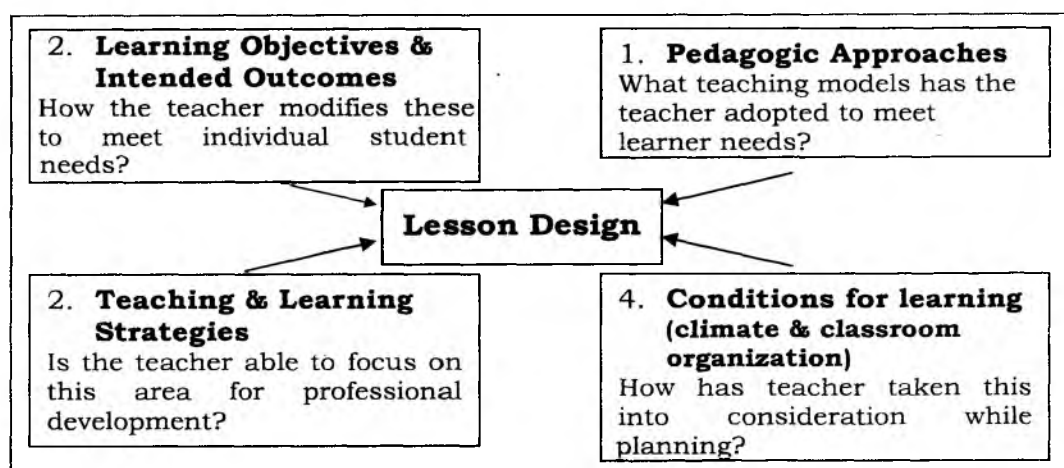 2. Learning Objectives &
Intended Outcomes
How the teacher modifies these
to meet individual student
needs?
1. Pedagogic Approaches
What teaching models has the
teacher adopted to meet
learner needs?
Lesson Design
2. Teaching & Learning
Strategies
Is the teacher able to focus on
this area for professional
development?
4. Conditions for learning
(climate & classroom
organization)
How has teacher taken this
into consideration while
planning?